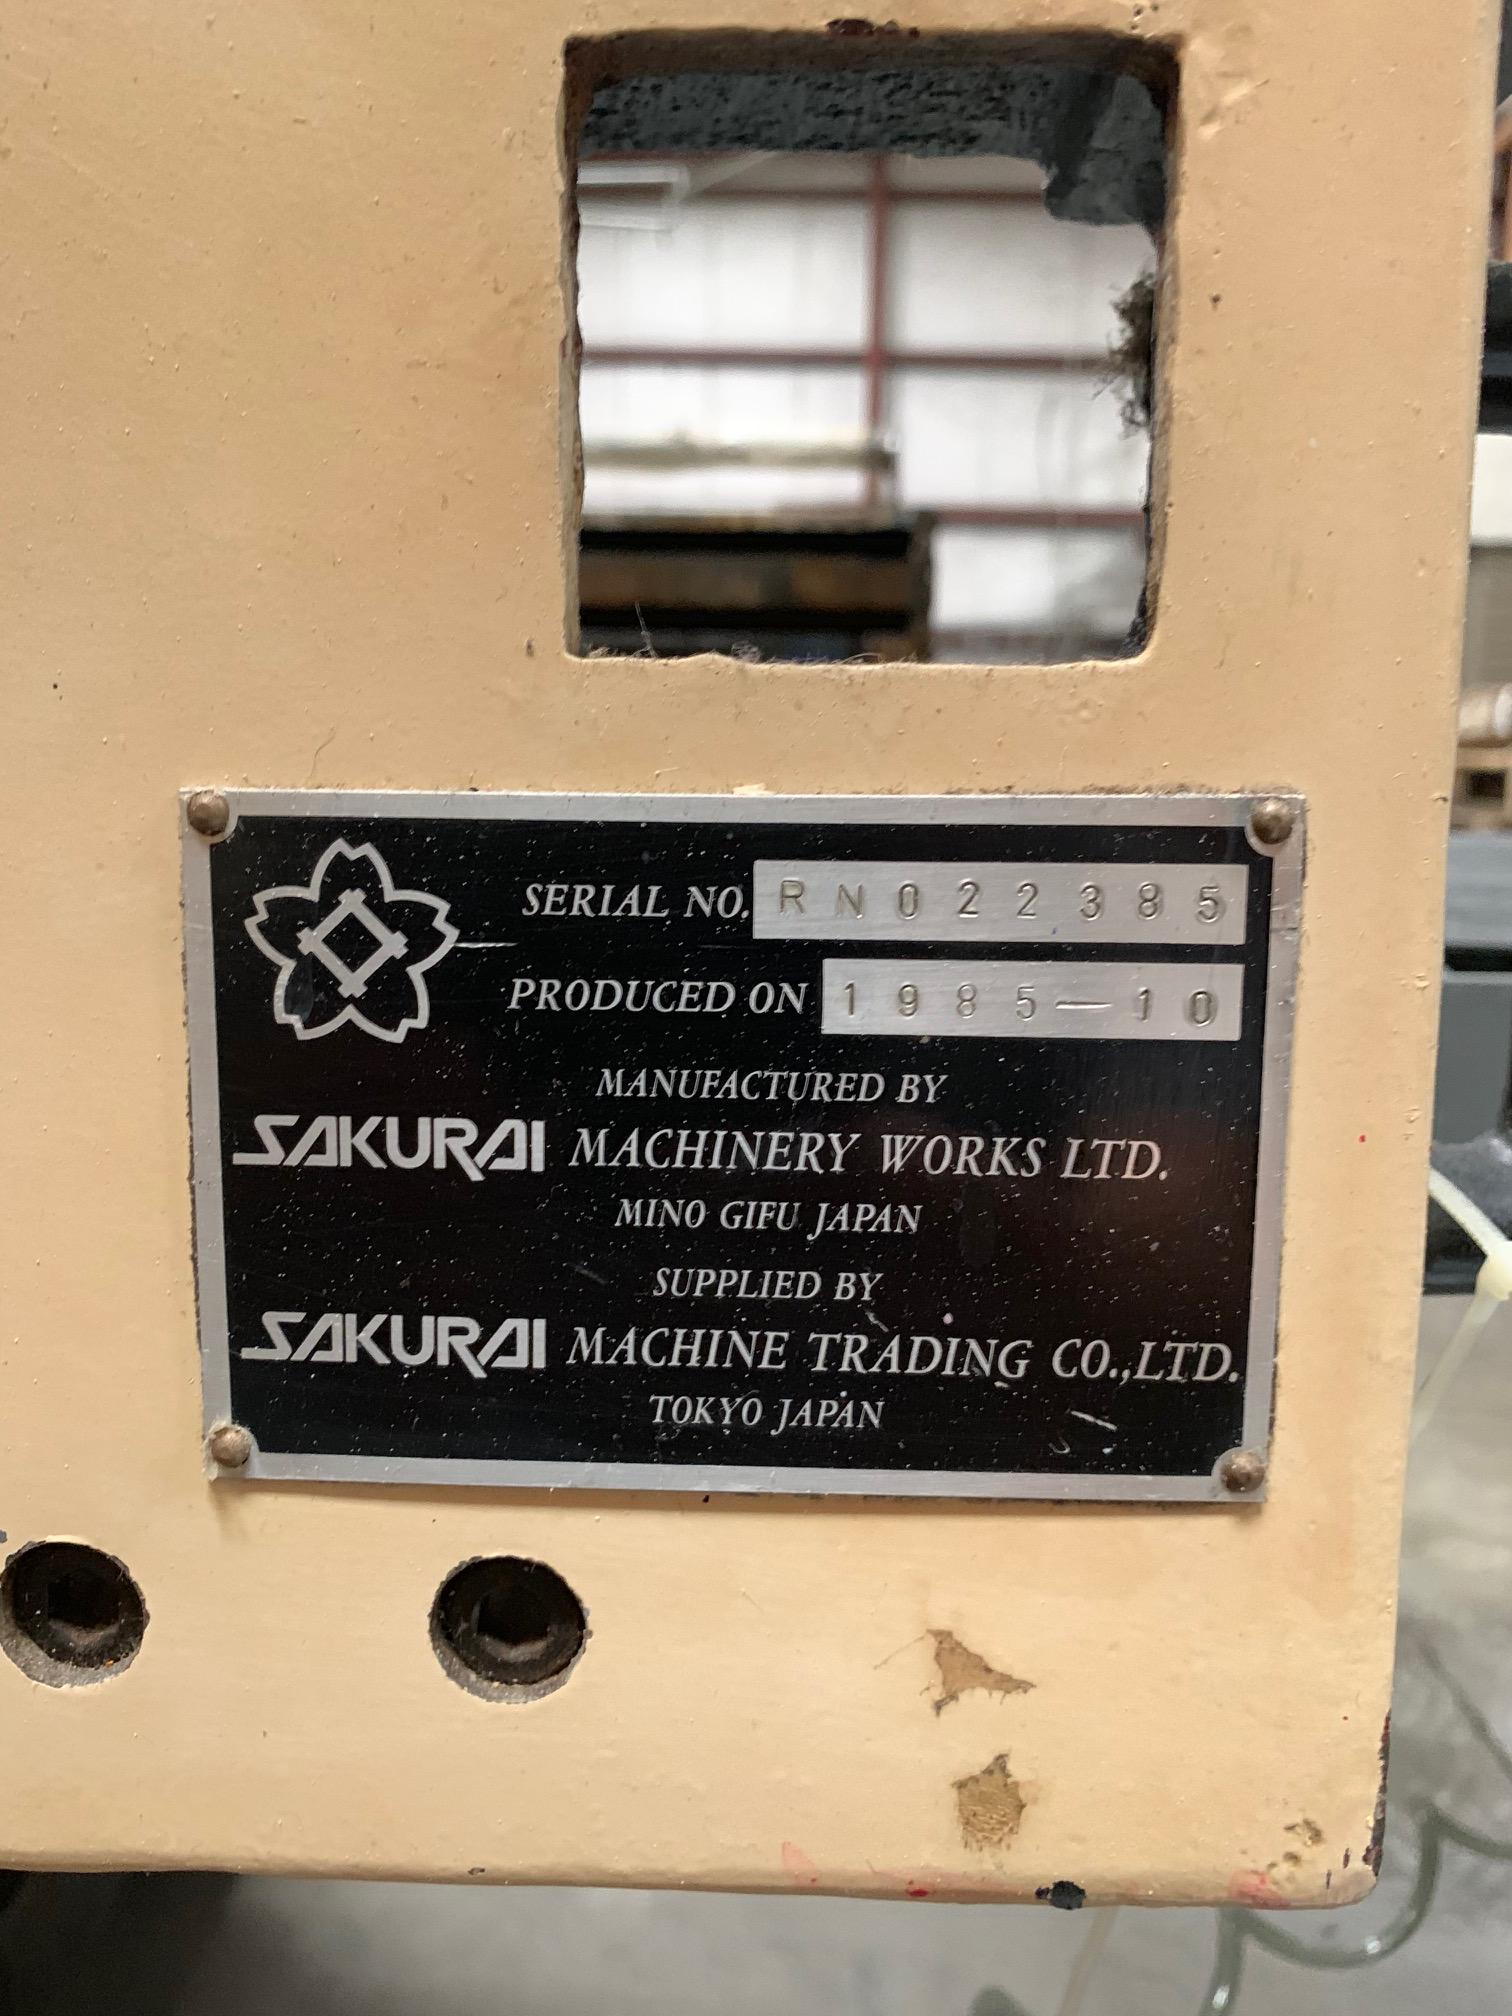 SERIAL NO. RN022385
PRODUCED ON 1985—10
MANUFACTURED BY
SAKURAI MACHINERY WORKS LTD.
MINO GIFU JAPAN
SUPPLIED BY
SAKURAI MACHINE TRADING CO.,LTD.
TOKYO JAPAN